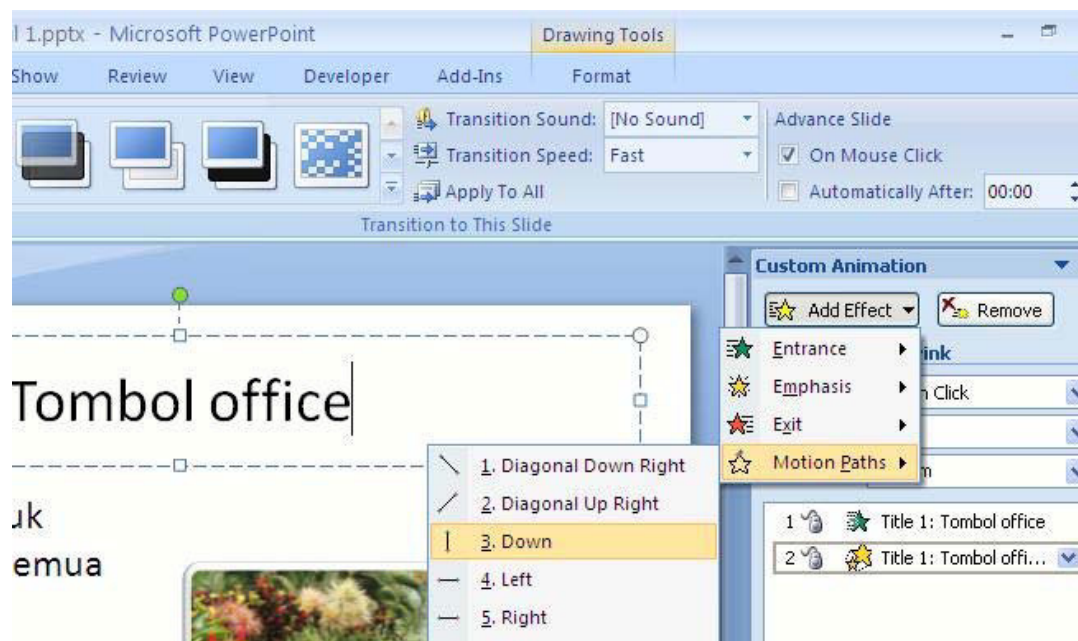 l 1.pptx - Microsoft PowerPoint
Drawing Tools
Show Review View Developer Add-Ins Format
Transition Sound: [No Sound]
Transition Speed: Fast
Apply To All
Advance Slide
On Mouse Click
Automatically After: 00:00
Transition to This Slide
Custom Animation
Add Effect
Remove
Entrance
Emphasis
Exit
Motion Paths
ink
n Click
m
1. Diagonal Down Right
2. Diagonal Up Right
3. Down
4. Left
5. Right
1 Title 1: Tombol office
2 Title 1: Tombol offi...
Tombol office
uk
emua